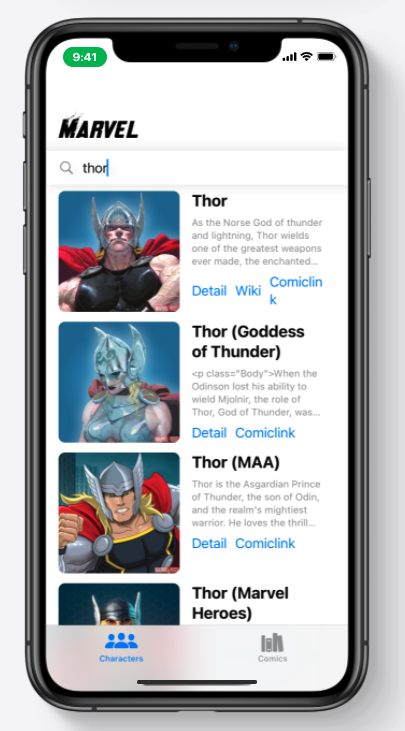 9:41
MARVEL
thor
Thor
As the Norse God of thunder
and lightning, Thor wields
one of the greatest weapons
ever made, the enchanted...
Detail Wiki Comiclin
k
Thor (Goddess
of Thunder)
<p class="Body">When the
Odinson lost his ability to
wield Mjolnir, the role of
Thor, God of Thunder, was...
Detail Comiclink
Thor (MAA)
Thor is the Asgardian Prince
of Thunder, the son of Odin,
and the realm's mightiest
warrior. He loves the thrill...
Detail Comiclink
Thor (Marvel
Heroes)
Characters Comics